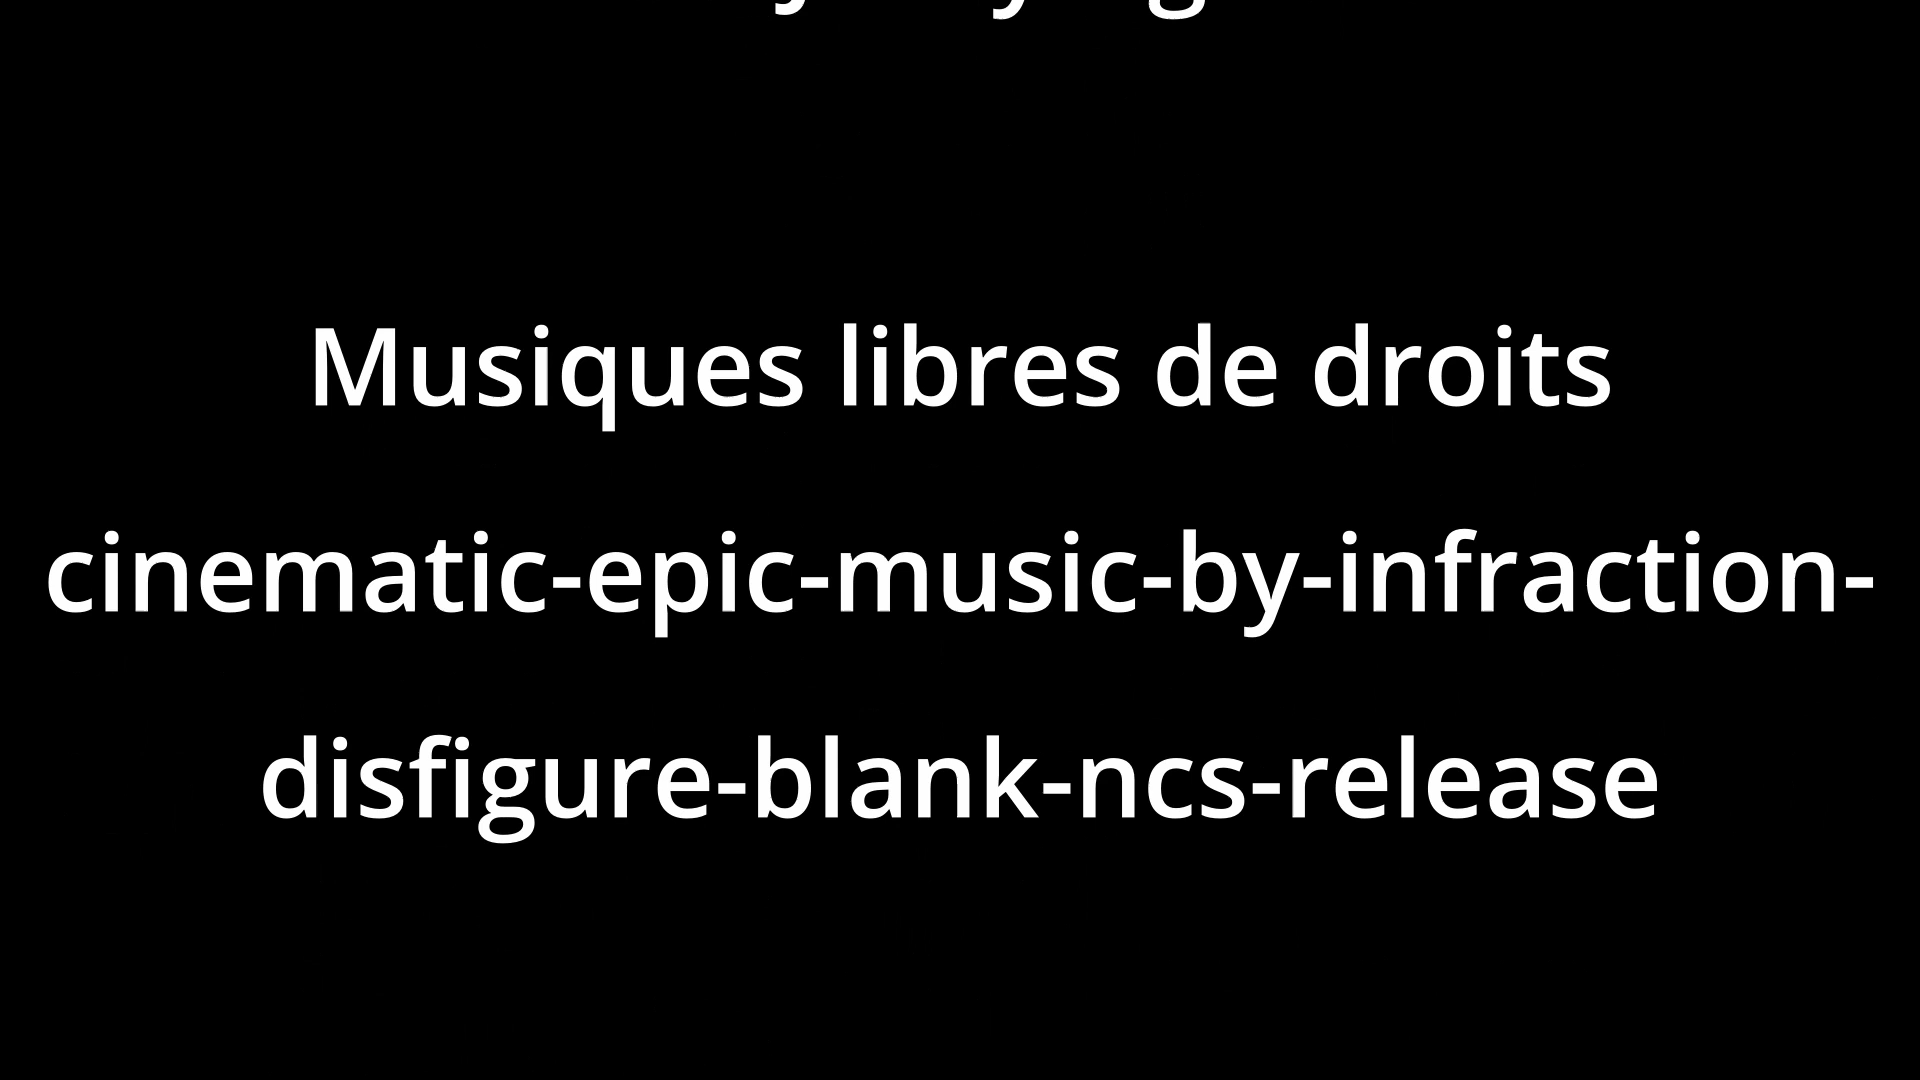 Musiques libres de droits
cinematic-epic-music-by-infraction-
disfigure-blank-ncs-release